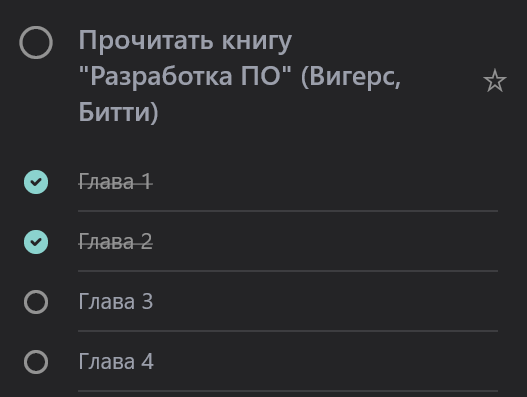 Прочитать книгу
"Разработка ПО" (Вигерс,
Битти)
Глава 1
Глава 2
Глава 3
Глава 4